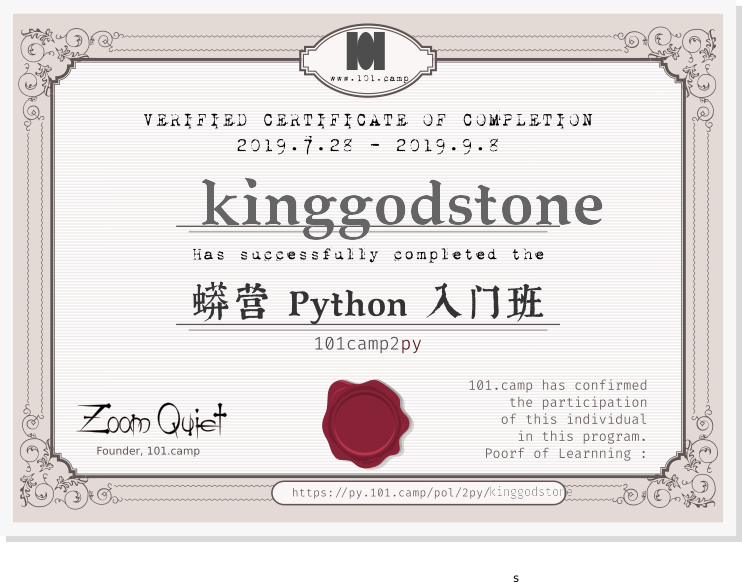 www.101.camp
VERIFIED CERTIFICATE OF COMPLETION
2019.7.28 - 2019.9.8
kinggodstone
Has successfully completed the
蟒营 Python 入门班
101camp2py
Zoom Quiet
Founder, 101.camp
101.camp has confirmed
the participation
of this individual
in this program.
Poorf of Learnning :
https://py.101.camp/pol/2py/kinggodstone
s